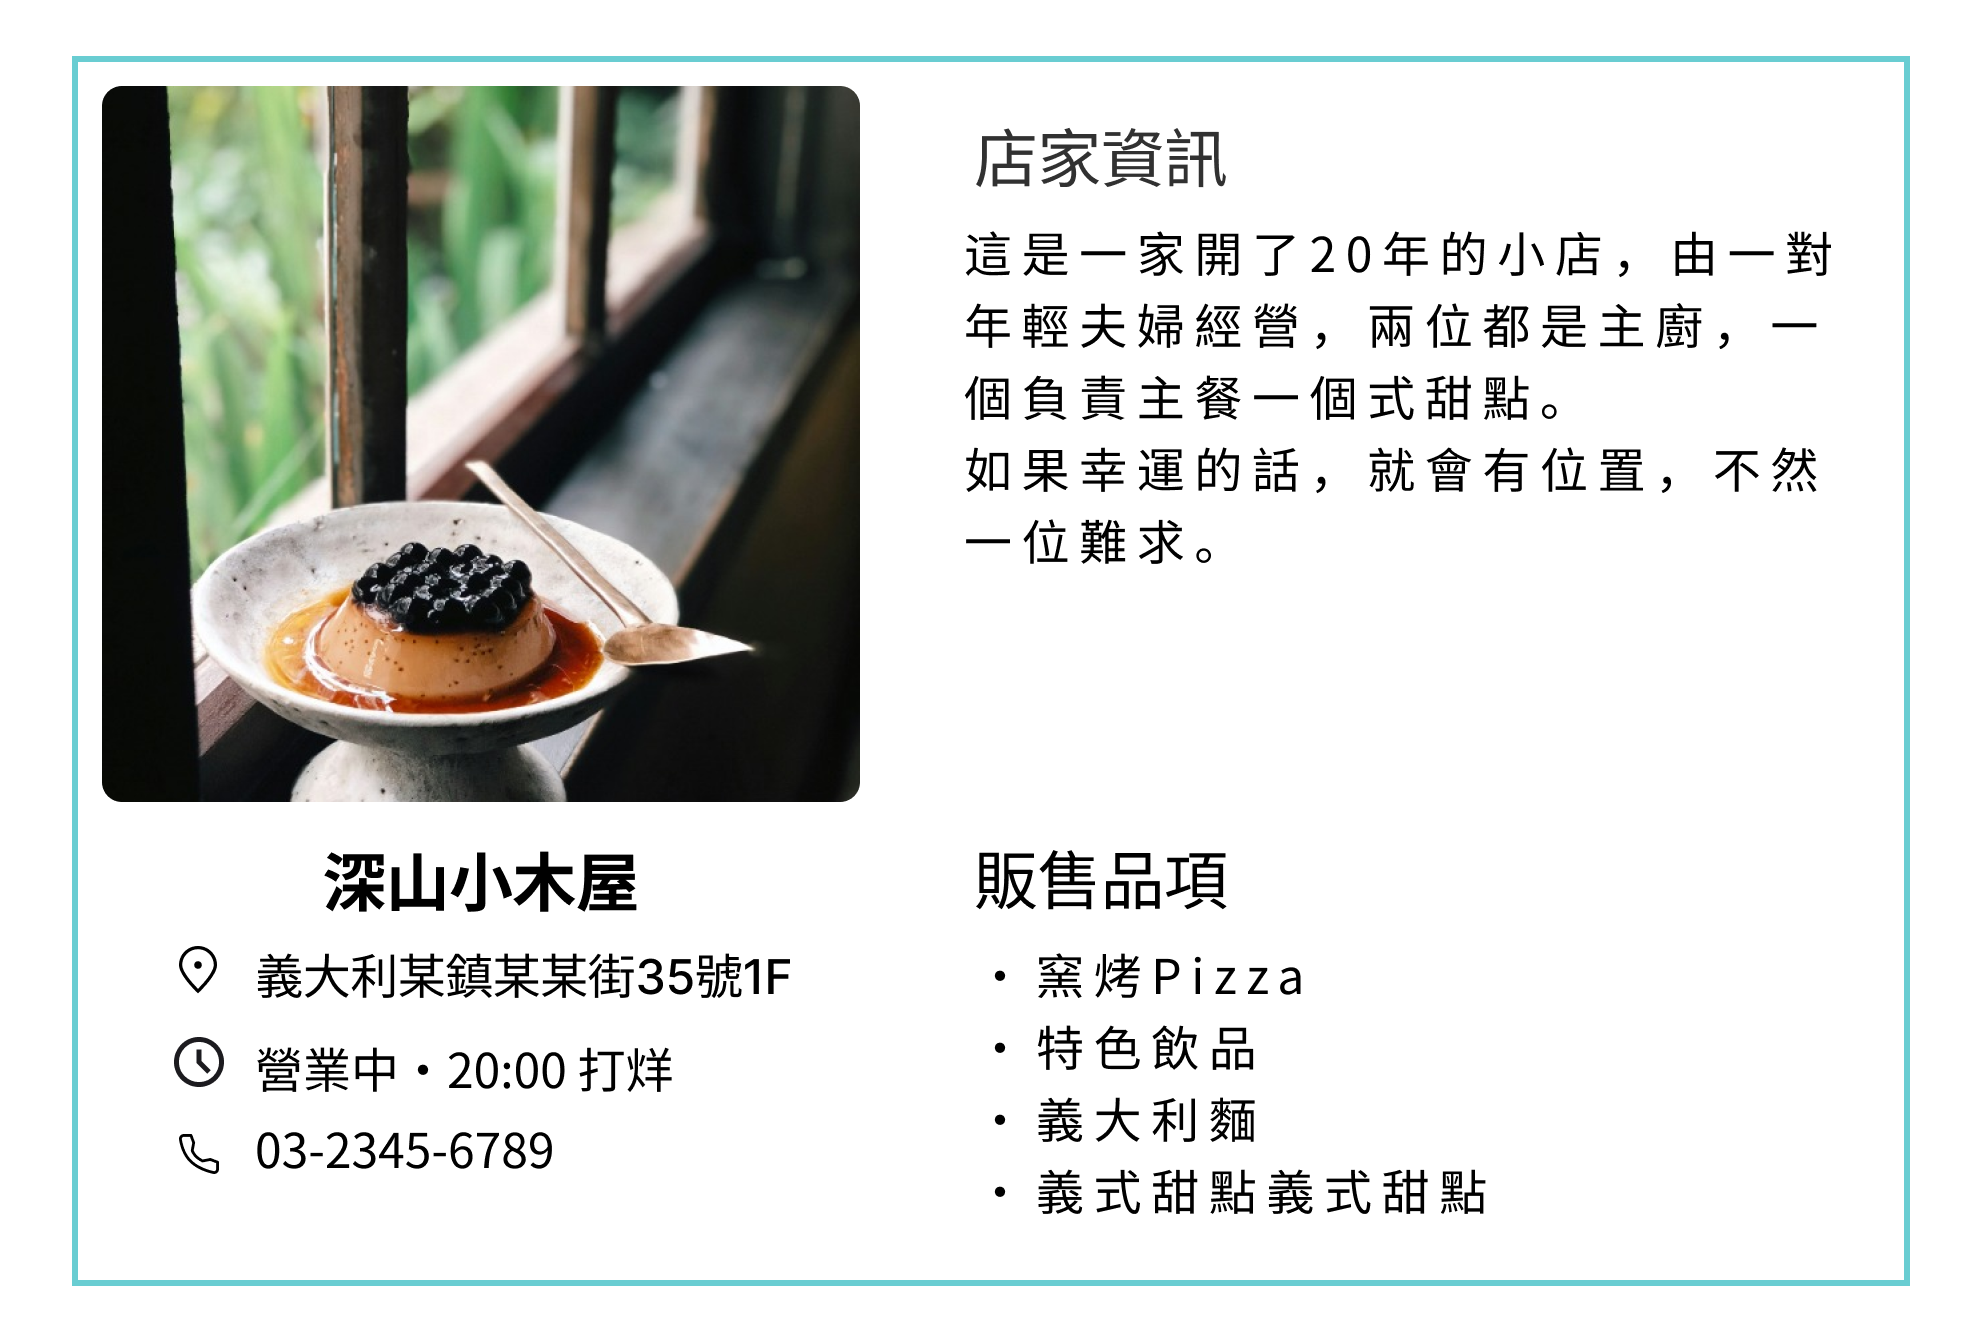 店家資訊
這是一家開了20年的小店，由一對
年輕夫婦經營，兩位都是主廚，一
個負責主餐一個式甜點。
如果幸運的話，就會有位置，不然
一位難求。
深山小木屋
義大利某鎮某某街35號1F
營業中・20:00 打烊
03-2345-6789
販售品項
・窯烤Pizza
・特色飲品
・義大利麵
・義式甜點義式甜點